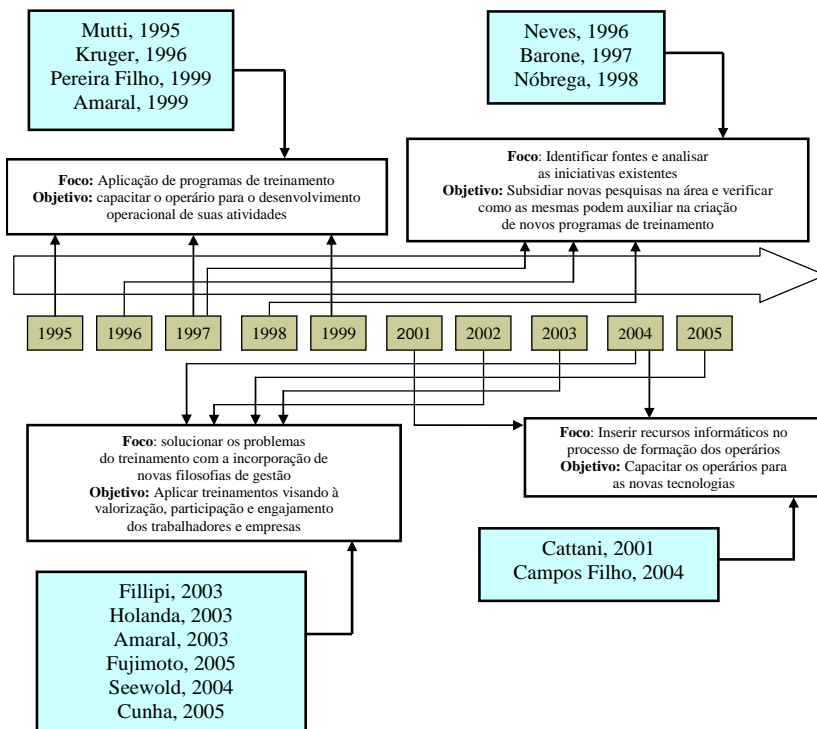 Mutti, 1995
Kruger, 1996
Pereira Filho, 1999
Amaral, 1999
Neves, 1996
Barone, 1997
Nóbrega, 1998
Foco: Aplicação de programas de treinamento
Objetivo: capacitar o operário para o desenvolvimento
operacional de suas atividades
Foco: Identificar fontes e analisar
as iniciativas existentes
Objetivo: Subsidiar novas pesquisas na área e verificar
como as mesmas podem auxiliar na criação
de novos programas de treinamento
1995
1996
1997
1998
1999
2001
2002
2003
2004
2005
Foco: solucionar os problemas
do treinamento com a incorporação de
novas filosofias de gestão
Objetivo: Aplicar treinamentos visando à
valorização, participação e engajamento
dos trabalhadores e empresas
Foco: Inserir recursos informáticos no
processo de formação dos operários
Objetivo: Capacitar os operários para
as novas tecnologias
Cattani, 2001
Campos Filho, 2004
Fillipi, 2003
Holanda, 2003
Amaral, 2003
Fujimoto, 2005
Seewold, 2004
Cunha, 2005